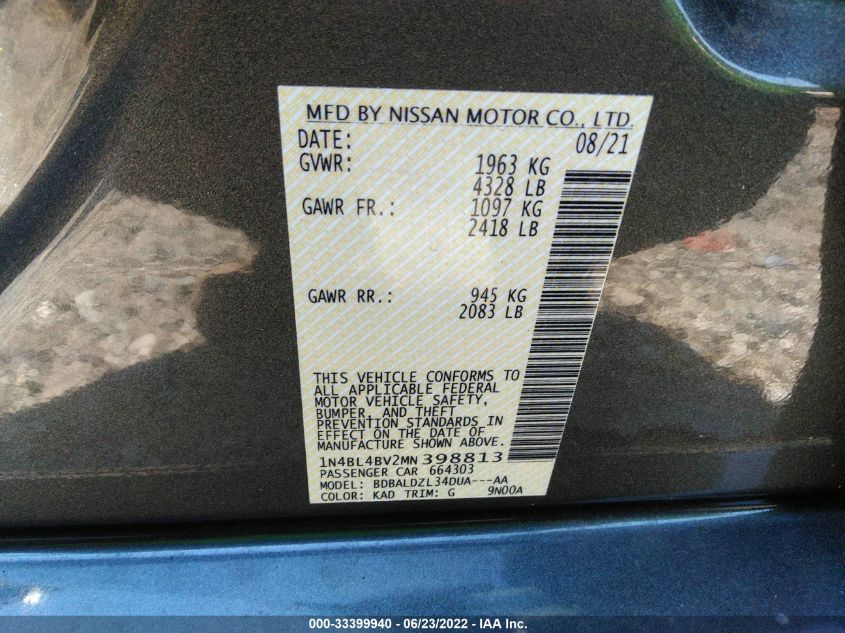 MFD BY NISSAN MOTOR CO., LTD.
DATE: 08/21
GVWR: 1963 KG
4328 LB
GAWR FR.: 1097 KG
2418 LB
GAWR RR.: 945 KG
2083 LB
THIS VEHICLE CONFORMS TO
ALL APPLICABLE FEDERAL
MOTOR VEHICLE SAFETY,
BUMPER, AND THEFT
PREVENTION STANDARDS IN
EFFECT ON THE DATE OF
MANUFACTURE SHOWN ABOVE.
1N4BL4BV2MN398813
PASSENGER CAR 664303
MODEL: BDBALDZL34DUA---AA
COLOR: KAD TRIM: G 9N00A
000-33399940 - 06/23/2022 - IAA Inc.